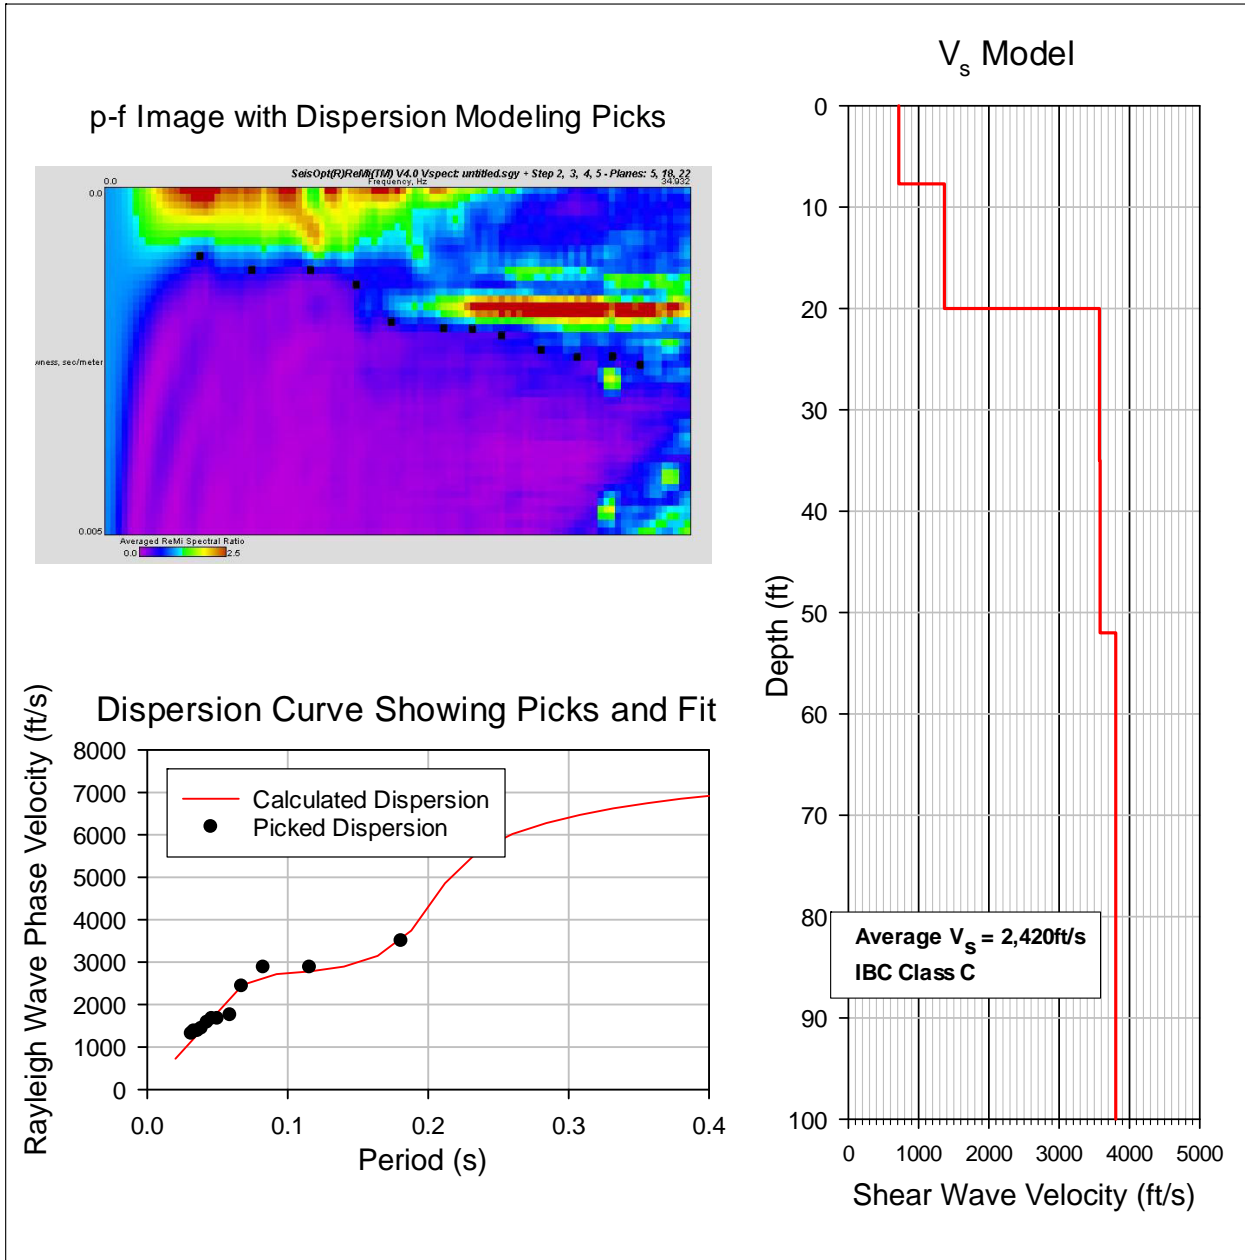 p-f Image with Dispersion Modeling Picks
SeisOpt(R)ReMi(TM) V4.0 Vspect: untitled.sgy + Step 2, 3, 4, 5 - Planes: 5, 18, 22
0.0 Frequency, Hz 34.932
0.0
wness, sec/meter
0.005
Averaged ReMi Spectral Ratio
0.0 2.5
Dispersion Curve Showing Picks and Fit
Rayleigh Wave Phase Velocity (ft/s)
8000
7000
6000
5000
4000
3000
2000
1000
0
Calculated Dispersion
Picked Dispersion
0.0 0.1 0.2 0.3 0.4
Period (s)
Vs Model
Depth (ft)
0
10
20
30
40
50
60
70
80
90
100
Average Vs = 2,420ft/s
IBC Class C
0 1000 2000 3000 4000 5000
Shear Wave Velocity (ft/s)